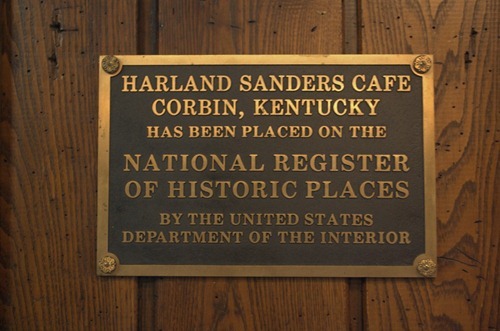 HARLAND SANDERS CAFE
CORBIN, KENTUCKY
HAS BEEN PLACED ON THE
NATIONAL REGISTER
OF HISTORIC PLACES
BY THE UNITED STATES
DEPARTMENT OF THE INTERIOR